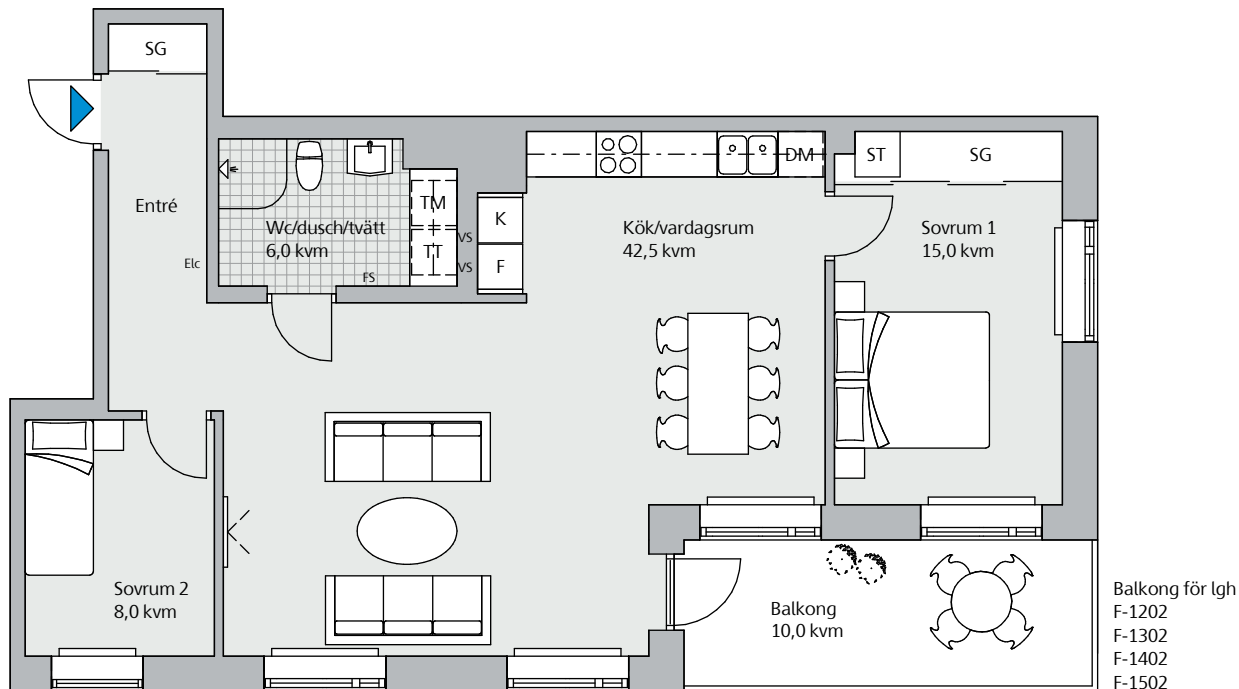 SG
Entré
Elc
Wc/dusch/tvätt
6,0 kvm
FS
TM
TT
VS
VS
K
F
DM
Kök/vardagsrum
42,5 kvm
ST
SG
Sovrum 1
15,0 kvm
Sovrum 2
8,0 kvm
Balkong
10,0 kvm
Balkong för lgh
F-1202
F-1302
F-1402
F-1502